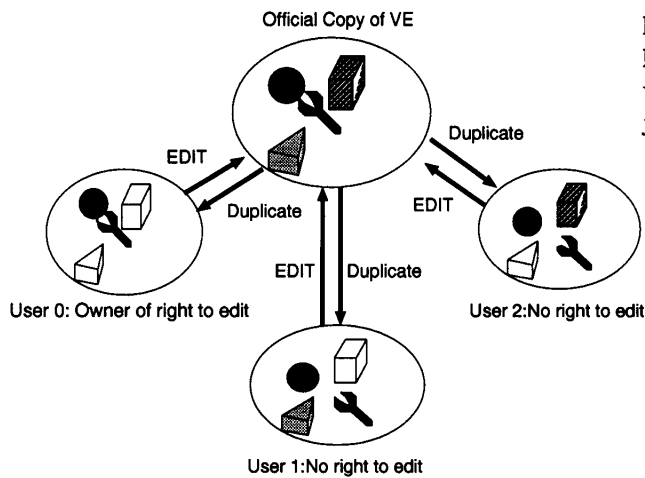 Official Copy of VE
Duplicate
EDIT
EDIT
Duplicate
EDIT
Duplicate
User 0: Owner of right to edit
User 2:No right to edit
User 1:No right to edit